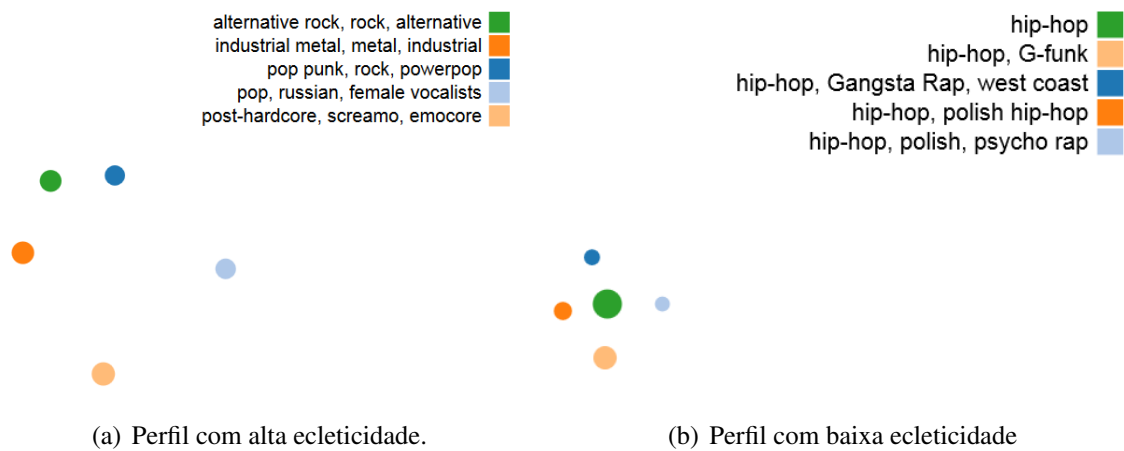 alternative rock, rock, alternative
industrial metal, metal, industrial
pop punk, rock, powerpop
pop, russian, female vocalists
post-hardcore, screamo, emocore
hip-hop
hip-hop, G-funk
hip-hop, Gangsta Rap, west coast
hip-hop, polish hip-hop
hip-hop, polish, psycho rap
(a) Perfil com alta ecleticidade.
(b) Perfil com baixa ecleticidade